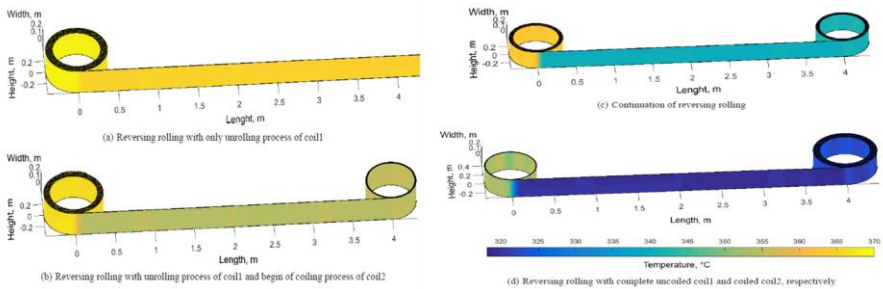 Width, m
0.2
0.1
0
Height, m
0.2
0
-0.2
0 0.5 1 1.5 2 2.5 3 3.5 4
Lenght, m
(a) Reversing rolling with only unrolling process of coil1
Width, m
0.2
0.1
0
Height, m
0.2
0
-0.2
0 0.5 1 1.5 2 2.5 3 3.5 4
Length, m
(b) Reversing rolling with unrolling process of coil1 and begin of coiling process of coil2
Width, m
0.2
0.1
0
Height, m
0.2
0
-0.2
0 0.5 1 1.5 2 2.5 3 3.5 4
Lenght, m
(c) Continuation of reversing rolling
Width, m
0.2
0
Height, m
0.4
0.2
0
-0.2
0 1 1.5 2 2.5 3 3.5 4
Length, m
320 325 330 335 340 345 350 355 360 365 370
Temperature, °C
(d) Reversing rolling with complete uncoiled coil1 and coiled coil2, respectively